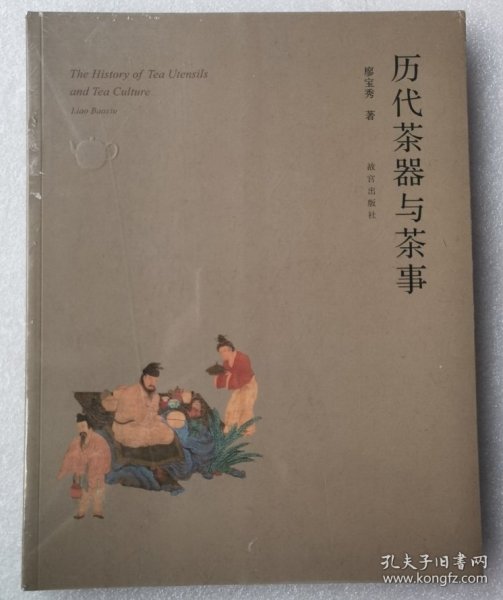 The History of Tea Utensils
and Tea Culture
Liao Baoxiu
历代茶器与茶事
廖宝秀 著
故宫出版社
孔夫子旧书网
www.kongfz.com